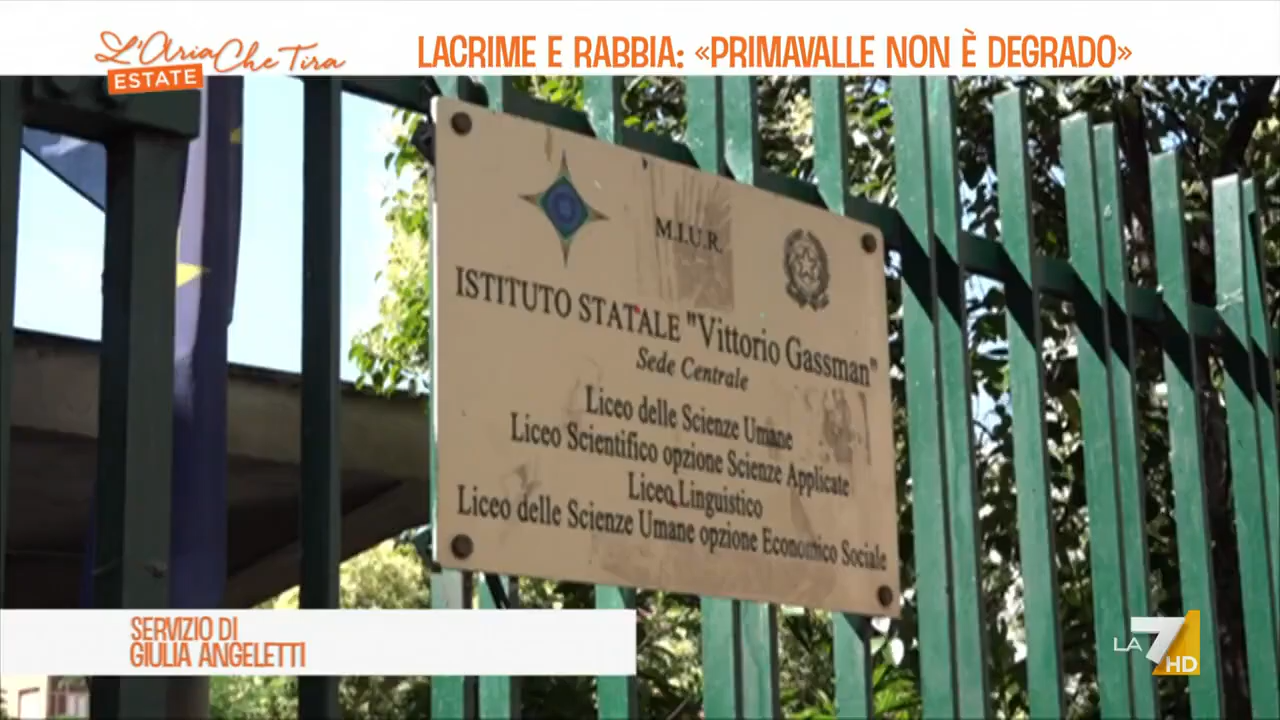 L'Aria Che Tira
ESTATE
LACRIME E RABBIA: «PRIMAVALLE NON È DEGRADO»
M.I.U.R.
ISTITUTO STATALE "Vittorio Gassman"
Sede Centrale
Liceo delle Scienze Umane
Liceo Scientifico opzione Scienze Applicate
Liceo Linguistico
Liceo delle Scienze Umane opzione Economico Sociale
SERVIZIO DI
GIULIA ANGELETTI
LA 7 HD